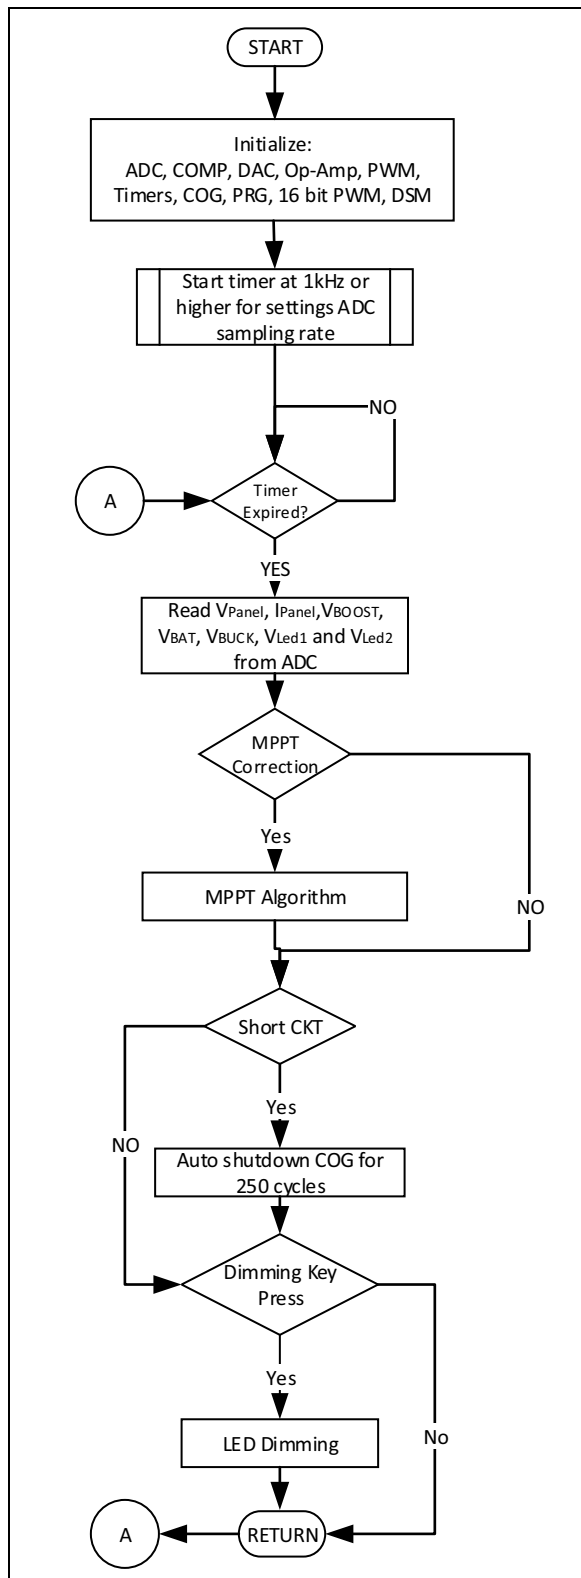 START
Initialize:
ADC, COMP, DAC, Op-Amp, PWM,
Timers, COG, PRG, 16 bit PWM, DSM
Start timer at 1kHz or
higher for settings ADC
sampling rate
NO
A
Timer
Expired?
YES
Read VPanel, IPanel,VBOOST,
VBAT, VBUCK, VLed1 and VLed2
from ADC
MPPT
Correction
Yes
MPPT Algorithm
NO
Short CKT
Yes
NO
Auto shutdown COG for
250 cycles
Dimming Key
Press
Yes
No
LED Dimming
A
RETURN